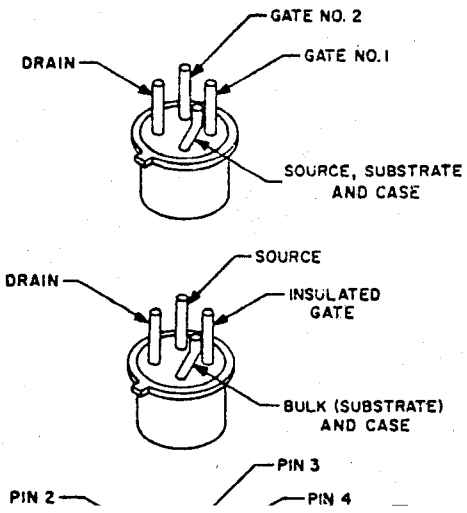 GATE NO. 2
DRAIN
GATE NO. 1
SOURCE, SUBSTRATE
AND CASE
SOURCE
DRAIN
INSULATED
GATE
BULK (SUBSTRATE)
AND CASE
PIN 3
PIN 2
PIN 4